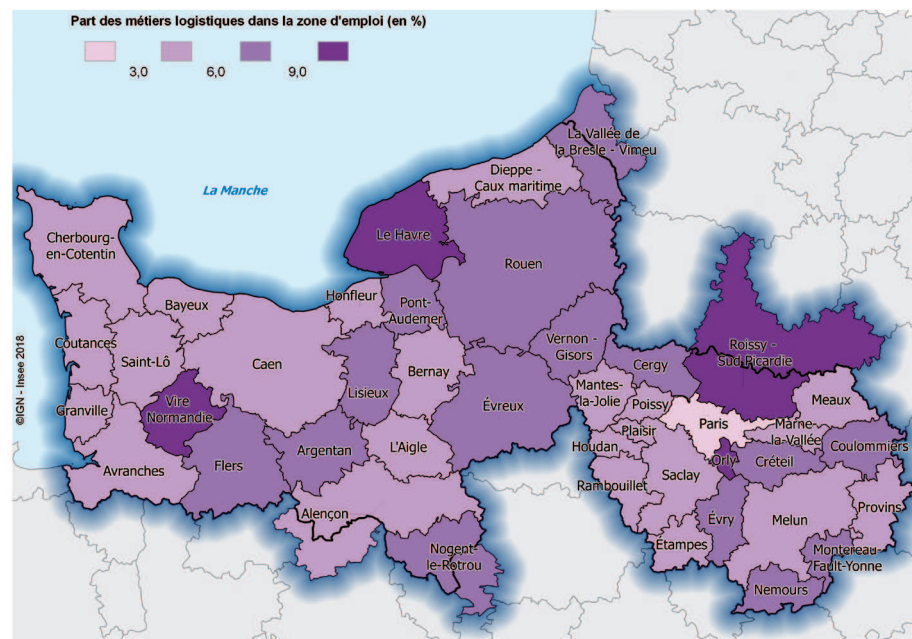 Part des métiers logistiques dans la zone d'emploi (en %)
3,0 6,0 9,0
La Manche
La Vallée de
la Bresle - Vimeu
Dieppe -
Caux maritime
Le Havre
Cherbourg-
en-Cotentin
Rouen
Honfleur
Bayeux
Pont-
Audemer
Coutances
Saint-Lô
Caen
Vernon -
Gisors
Roissy -
Sud Picardie
Cergy
Lisieux
Bernay
Mantes-
la-Jolie
Poissy
Meaux
Granville
Vire
Normandie
Évreux
Paris
Marne-
la-Vallée
Plaisir
Houdan
Coulommiers
Orly
Créteil
Argentan
L'Aigle
Avranches
Flers
Saclay
Rambouillet
Alençon
Évry
Melun
Provins
Étampes
Nogent-
le-Rotrou
Montereau-
Fault-Yonne
Nemours
©IGN - Insee 2018